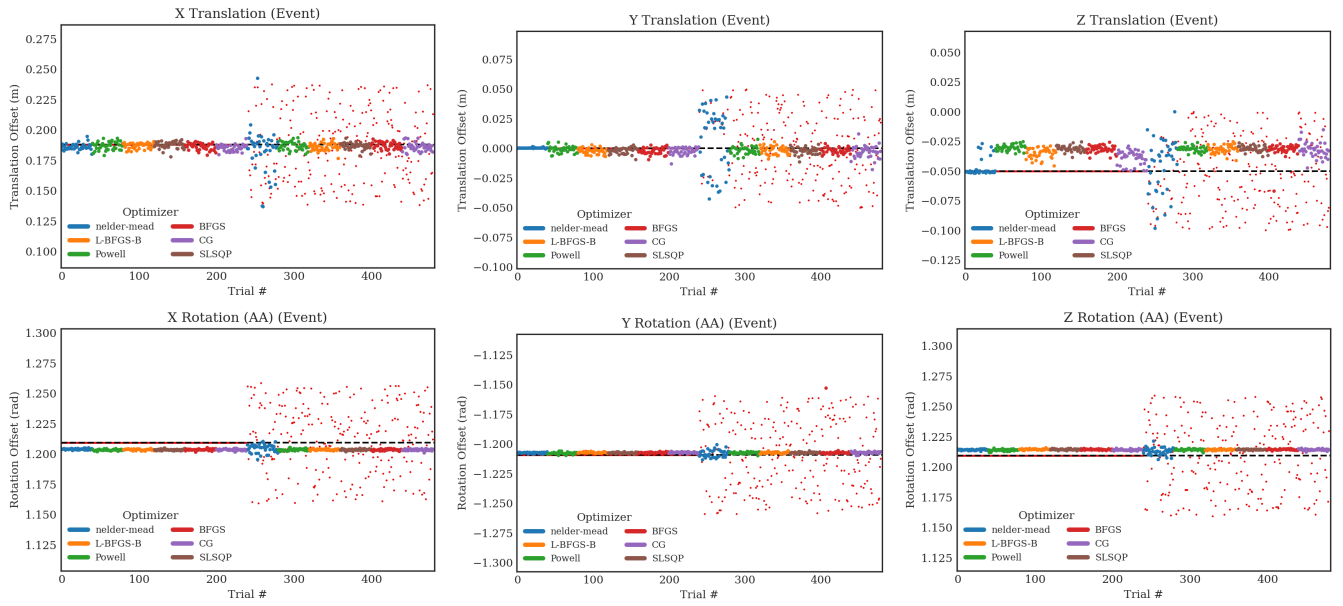 X Translation (Event)
0.275
0.250
0.225
0.200
0.175
0.150
0.125
0.100
Translation Offset (m)
Optimizer
nelder-mead
BFGS
L-BFGS-B
CG
Powell
SLSQP
0
100
200
300
400
Trial #
Y Translation (Event)
0.075
0.050
0.025
0.000
−0.025
−0.050
−0.075
−0.100
Translation Offset (m)
Optimizer
nelder-mead
BFGS
L-BFGS-B
CG
Powell
SLSQP
0
100
200
300
400
Trial #
Z Translation (Event)
0.050
0.025
0.000
−0.025
−0.050
−0.075
−0.100
−0.125
Translation Offset (m)
Optimizer
nelder-mead
BFGS
L-BFGS-B
CG
Powell
SLSQP
0
100
200
300
400
Trial #
X Rotation (AA) (Event)
1.300
1.275
1.250
1.225
1.200
1.175
1.150
1.125
Rotation Offset (rad)
Optimizer
nelder-mead
BFGS
L-BFGS-B
CG
Powell
SLSQP
0
100
200
300
400
Trial #
Y Rotation (AA) (Event)
−1.125
−1.150
−1.175
−1.200
−1.225
−1.250
−1.275
−1.300
Rotation Offset (rad)
Optimizer
nelder-mead
BFGS
L-BFGS-B
CG
Powell
SLSQP
0
100
200
300
400
Trial #
Z Rotation (AA) (Event)
1.300
1.275
1.250
1.225
1.200
1.175
1.150
1.125
Rotation Offset (rad)
Optimizer
nelder-mead
BFGS
L-BFGS-B
CG
Powell
SLSQP
0
100
200
300
400
Trial #